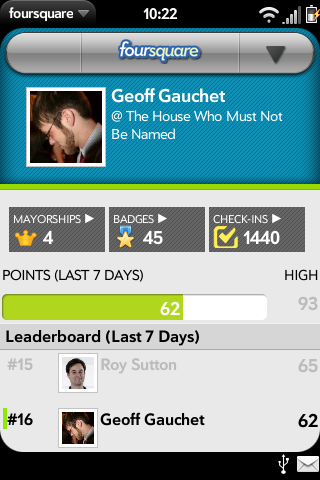 foursquare 10:22
foursquare
Geoff Gauchet
@ The House Who Must Not
Be Named
MAYORSHIPS BADGES CHECK-INS
4 45 1440
POINTS (LAST 7 DAYS) HIGH
62 93
Leaderboard (Last 7 Days)
#15 Roy Sutton 65
#16 Geoff Gauchet 62